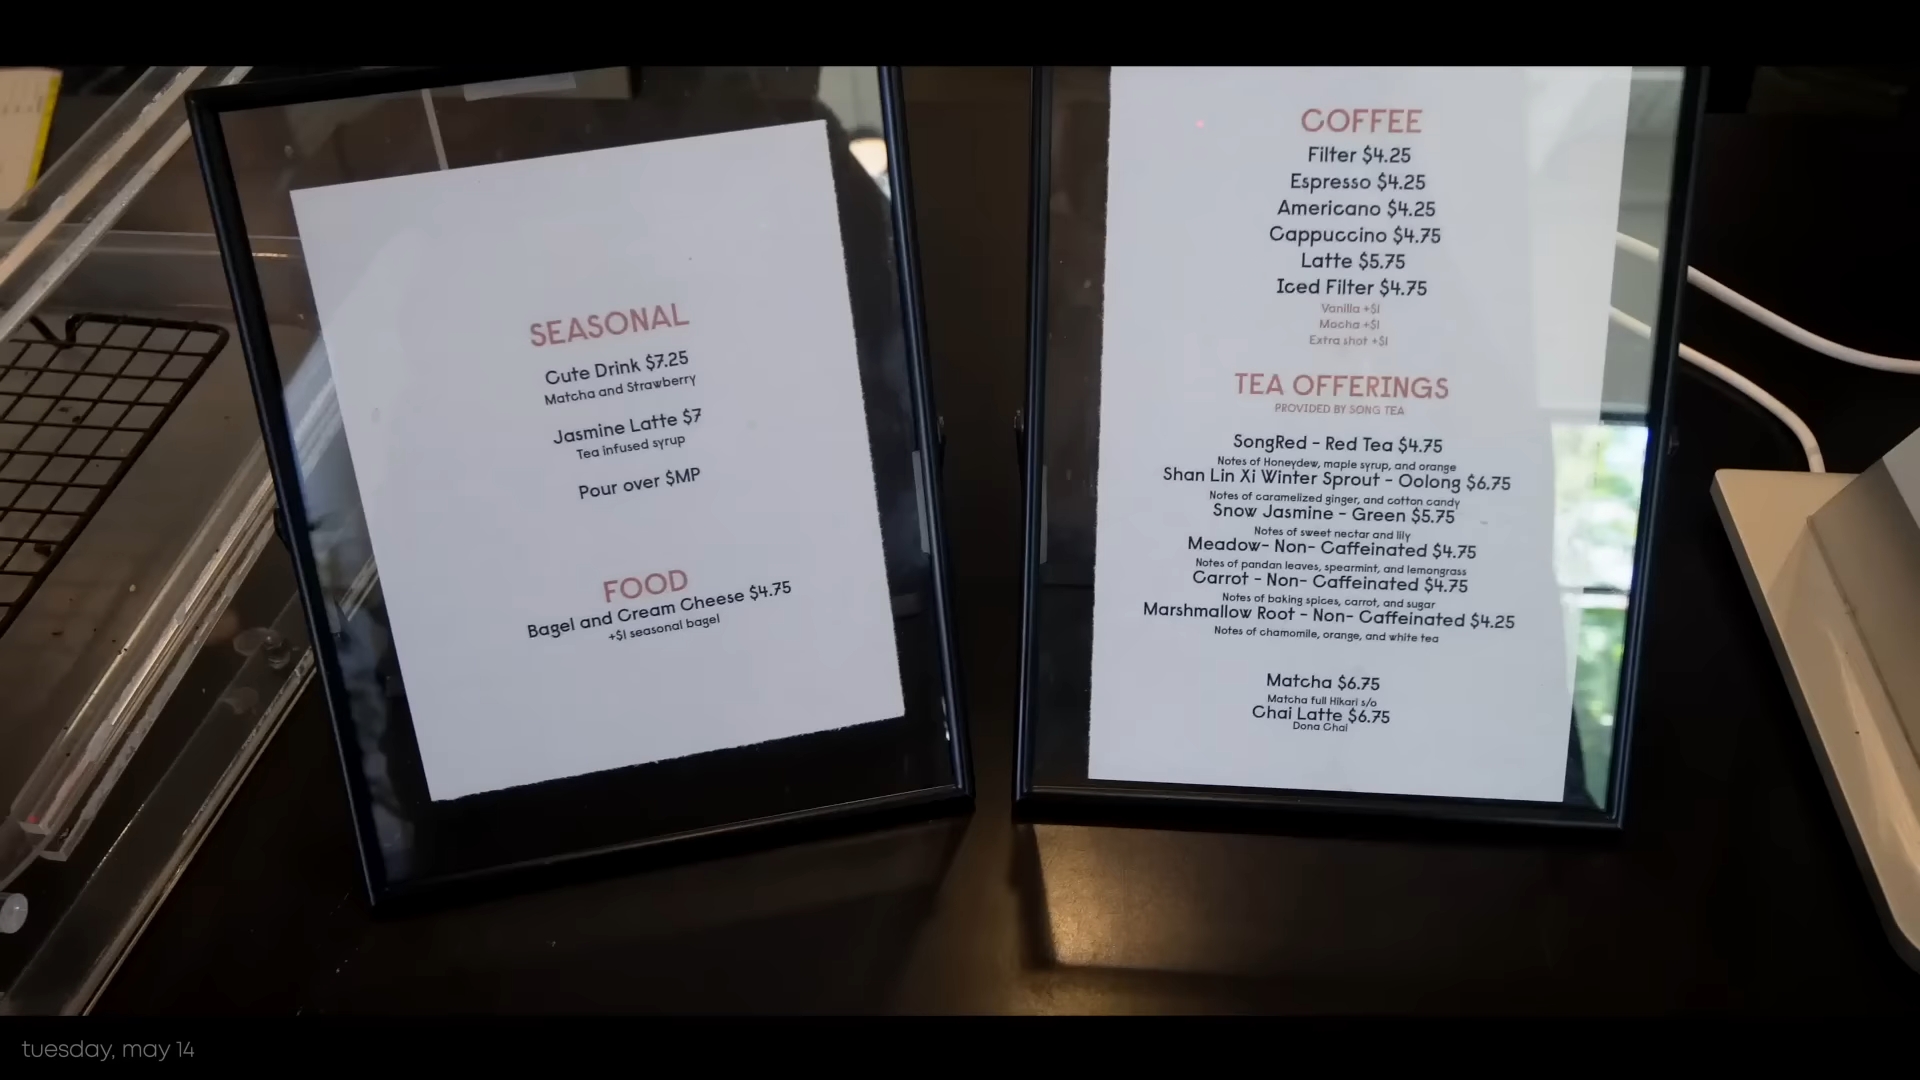 SEASONAL
Cute Drink $7.25
Matcha and Strawberry
Jasmine Latte $7
Tea infused syrup
Pour over $MP
FOOD
Bagel and Cream Cheese $4.75
+$1 seasonal bagel
COFFEE
Filter $4.25
Espresso $4.25
Americano $4.25
Cappuccino $4.75
Latte $5.75
Iced Filter $4.75
Vanilla +$1
Mocha +$1
Extra shot +$1
TEA OFFERINGS
PROVIDED BY SONG TEA
SongRed - Red Tea $4.75
Notes of Honeydew, maple syrup, and orange
Shan Lin Xi Winter Sprout - Oolong $6.75
Notes of caramelized ginger, and cotton candy
Snow Jasmine - Green $5.75
Notes of sweet nectar and lily
Meadow- Non- Caffeinated $4.75
Notes of pandan leaves, spearmint, and lemongrass
Carrot - Non- Caffeinated $4.75
Notes of baking spices, carrot, and sugar
Marshmallow Root - Non- Caffeinated $4.25
Notes of chamomile, orange, and white tea
Matcha $6.75
Matcha full Hikari s/o
Chai Latte $6.75
Dona Chai
tuesday, may 14